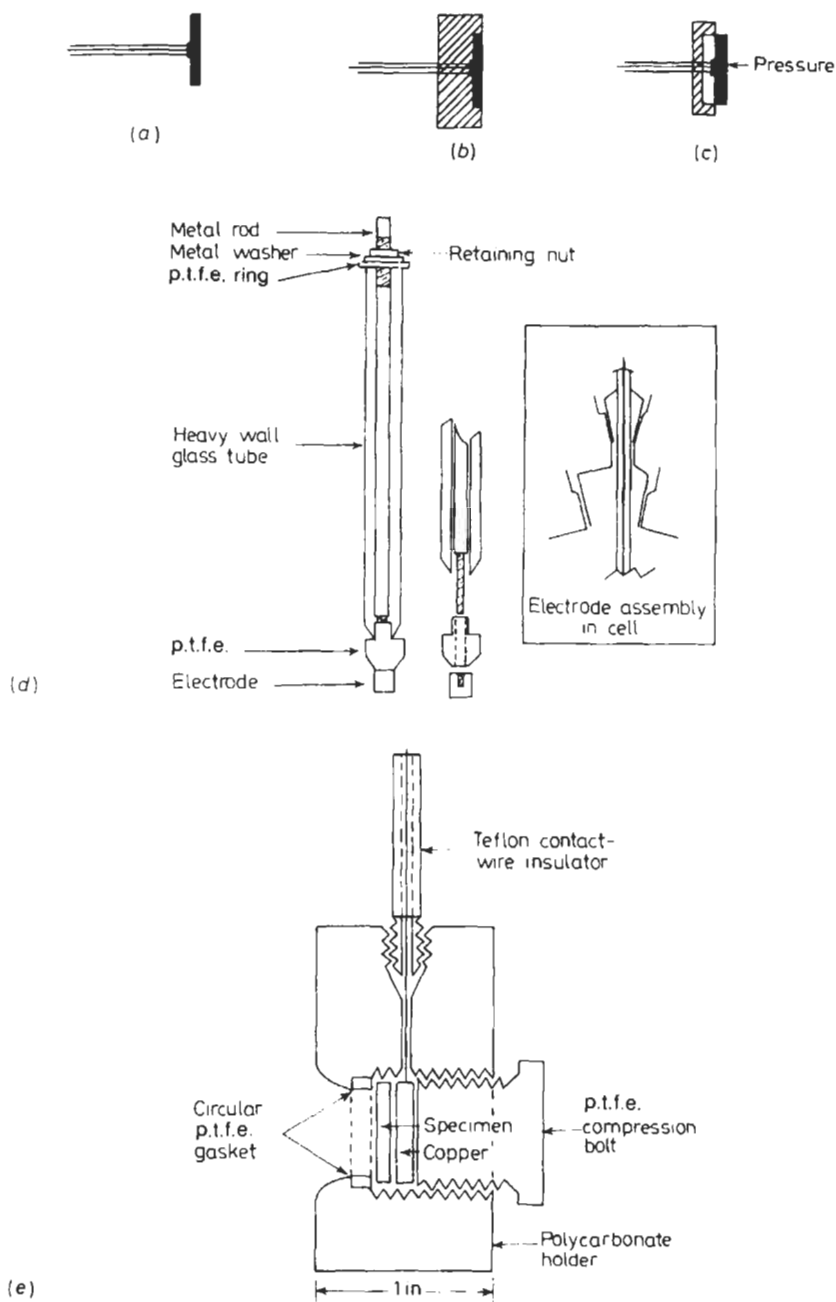 Pressure
(a)
(b)
(c)
Metal rod
Metal washer
p.t.f.e. ring
Retaining nut
Heavy wall
glass tube
Electrode assembly
in cell
p.t.f.e.
Electrode
(d)
Teflon contact-
wire insulator
Circular
p.t.f.e.
gasket
Specimen
Copper
p.t.f.e.
compression
bolt
Polycarbonate
holder
1 in
(e)